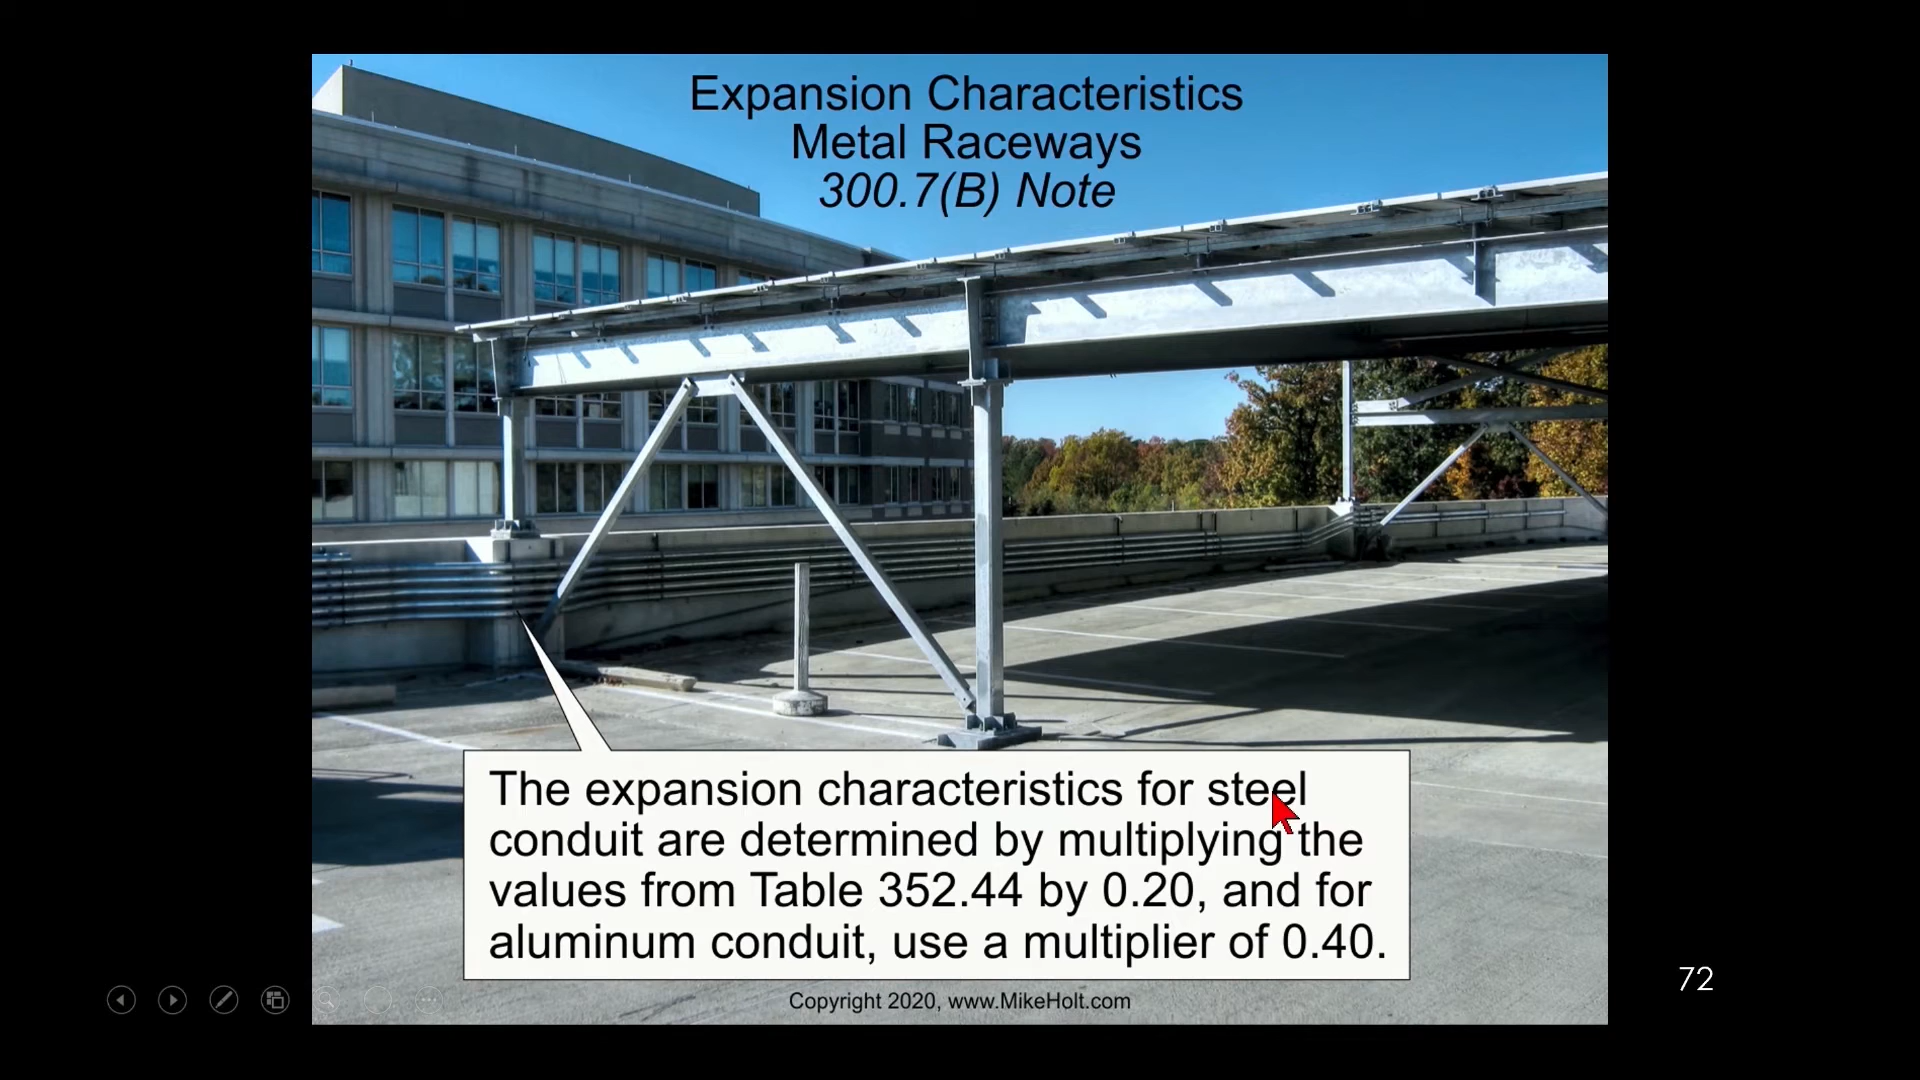 Expansion Characteristics
Metal Raceways
300.7(B) Note
The expansion characteristics for steel
conduit are determined by multiplying the
values from Table 352.44 by 0.20, and for
aluminum conduit, use a multiplier of 0.40.
72
Copyright 2020, www.MikeHolt.com